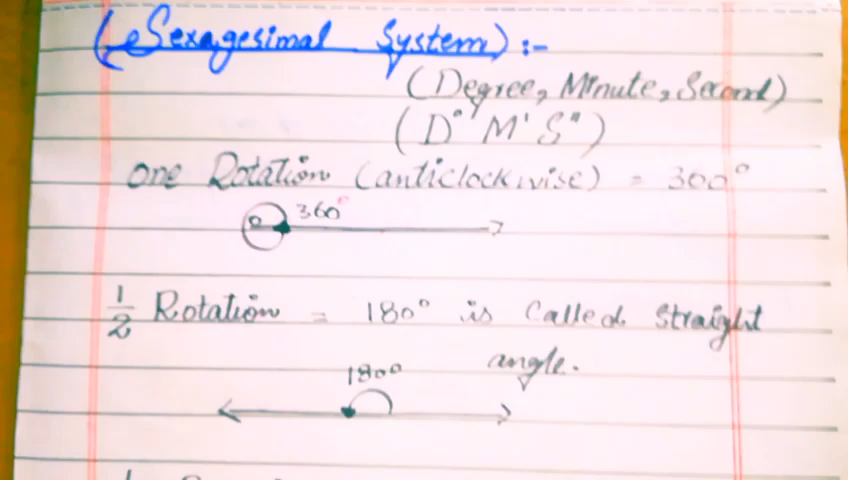 (Sexagesimal System) :-
(Degree, Minute, Second)
(D° M' S")
one Rotation (anticlockwise) = 360°
360°
1/2 Rotation = 180° is called straight
angle.
180°